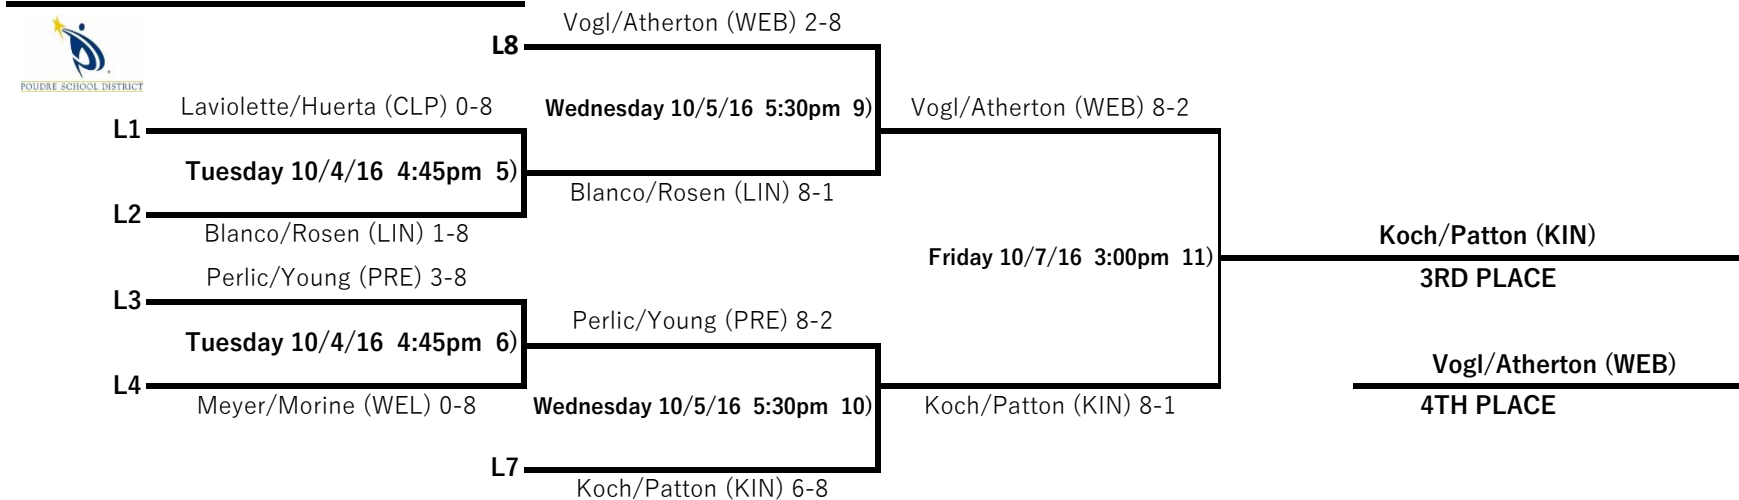 Vogl/Atherton (WEB) 2-8
L8
POUDRE SCHOOL DISTRICT
Laviolette/Huerta (CLP) 0-8
Wednesday 10/5/16 5:30pm 9)
Vogl/Atherton (WEB) 8-2
L1
Tuesday 10/4/16 4:45pm 5)
Blanco/Rosen (LIN) 8-1
L2
Blanco/Rosen (LIN) 1-8
Koch/Patton (KIN)
Friday 10/7/16 3:00pm 11)
Perlic/Young (PRE) 3-8
3RD PLACE
L3
Perlic/Young (PRE) 8-2
Tuesday 10/4/16 4:45pm 6)
Vogl/Atherton (WEB)
L4
Meyer/Morine (WEL) 0-8
Wednesday 10/5/16 5:30pm 10)
Koch/Patton (KIN) 8-1
4TH PLACE
L7
Koch/Patton (KIN) 6-8